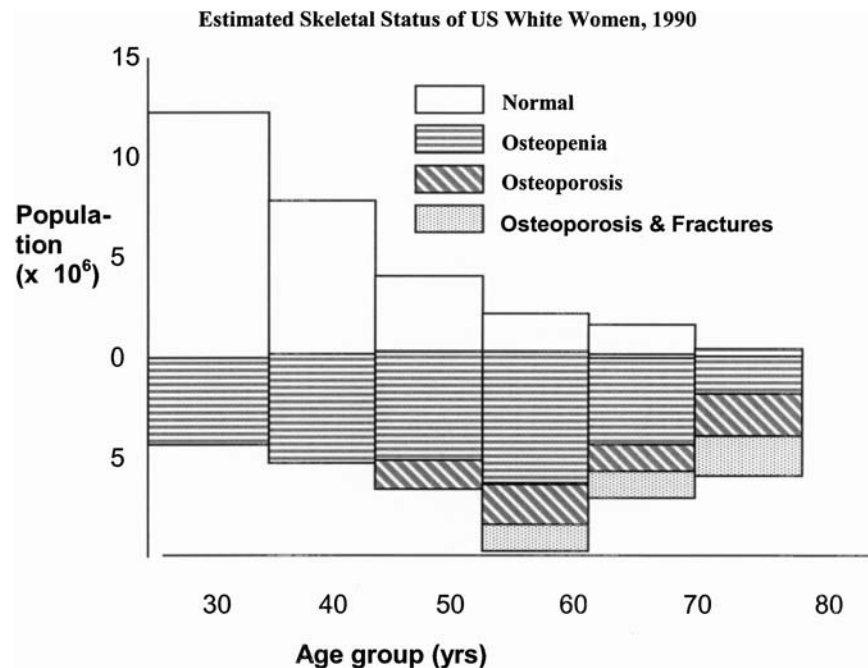 Estimated Skeletal Status of US White Women, 1990
15
Normal
Osteopenia
10
Osteoporosis
Popula-
tion
(x 10⁶)
Osteoporosis & Fractures
5
0
5
30 40 50 60 70 80
Age group (yrs)